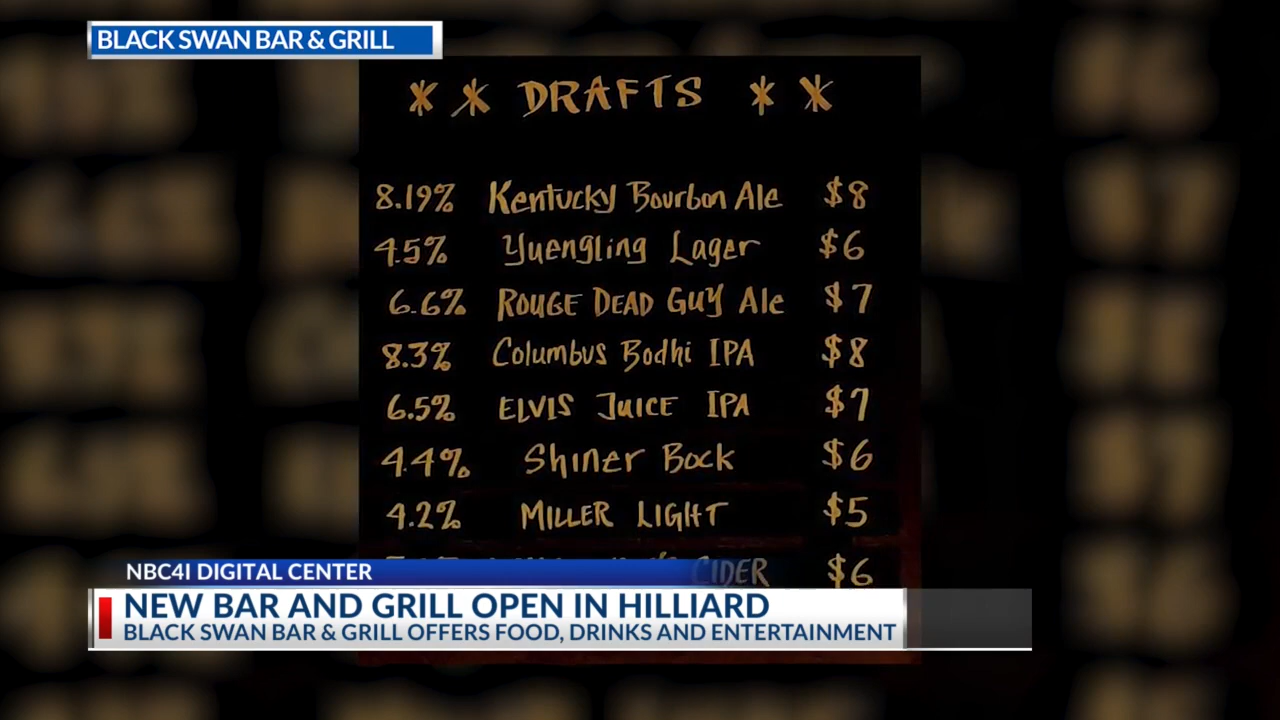 BLACK SWAN BAR & GRILL
* * DRAFTS * *
8.19% Kentucky Bourbon Ale $8
4.5% Yuengling Lager $6
6.6% ROUGE DEAD GUY Ale $7
8.3% Columbus Bodhi IPA $8
6.5% ELVIS JUICE IPA $7
4.4% Shiner Bock $6
4.2% MILLER LIGHT $5
CIDER $6
NBC4I DIGITAL CENTER
NEW BAR AND GRILL OPEN IN HILLIARD
BLACK SWAN BAR & GRILL OFFERS FOOD, DRINKS AND ENTERTAINMENT